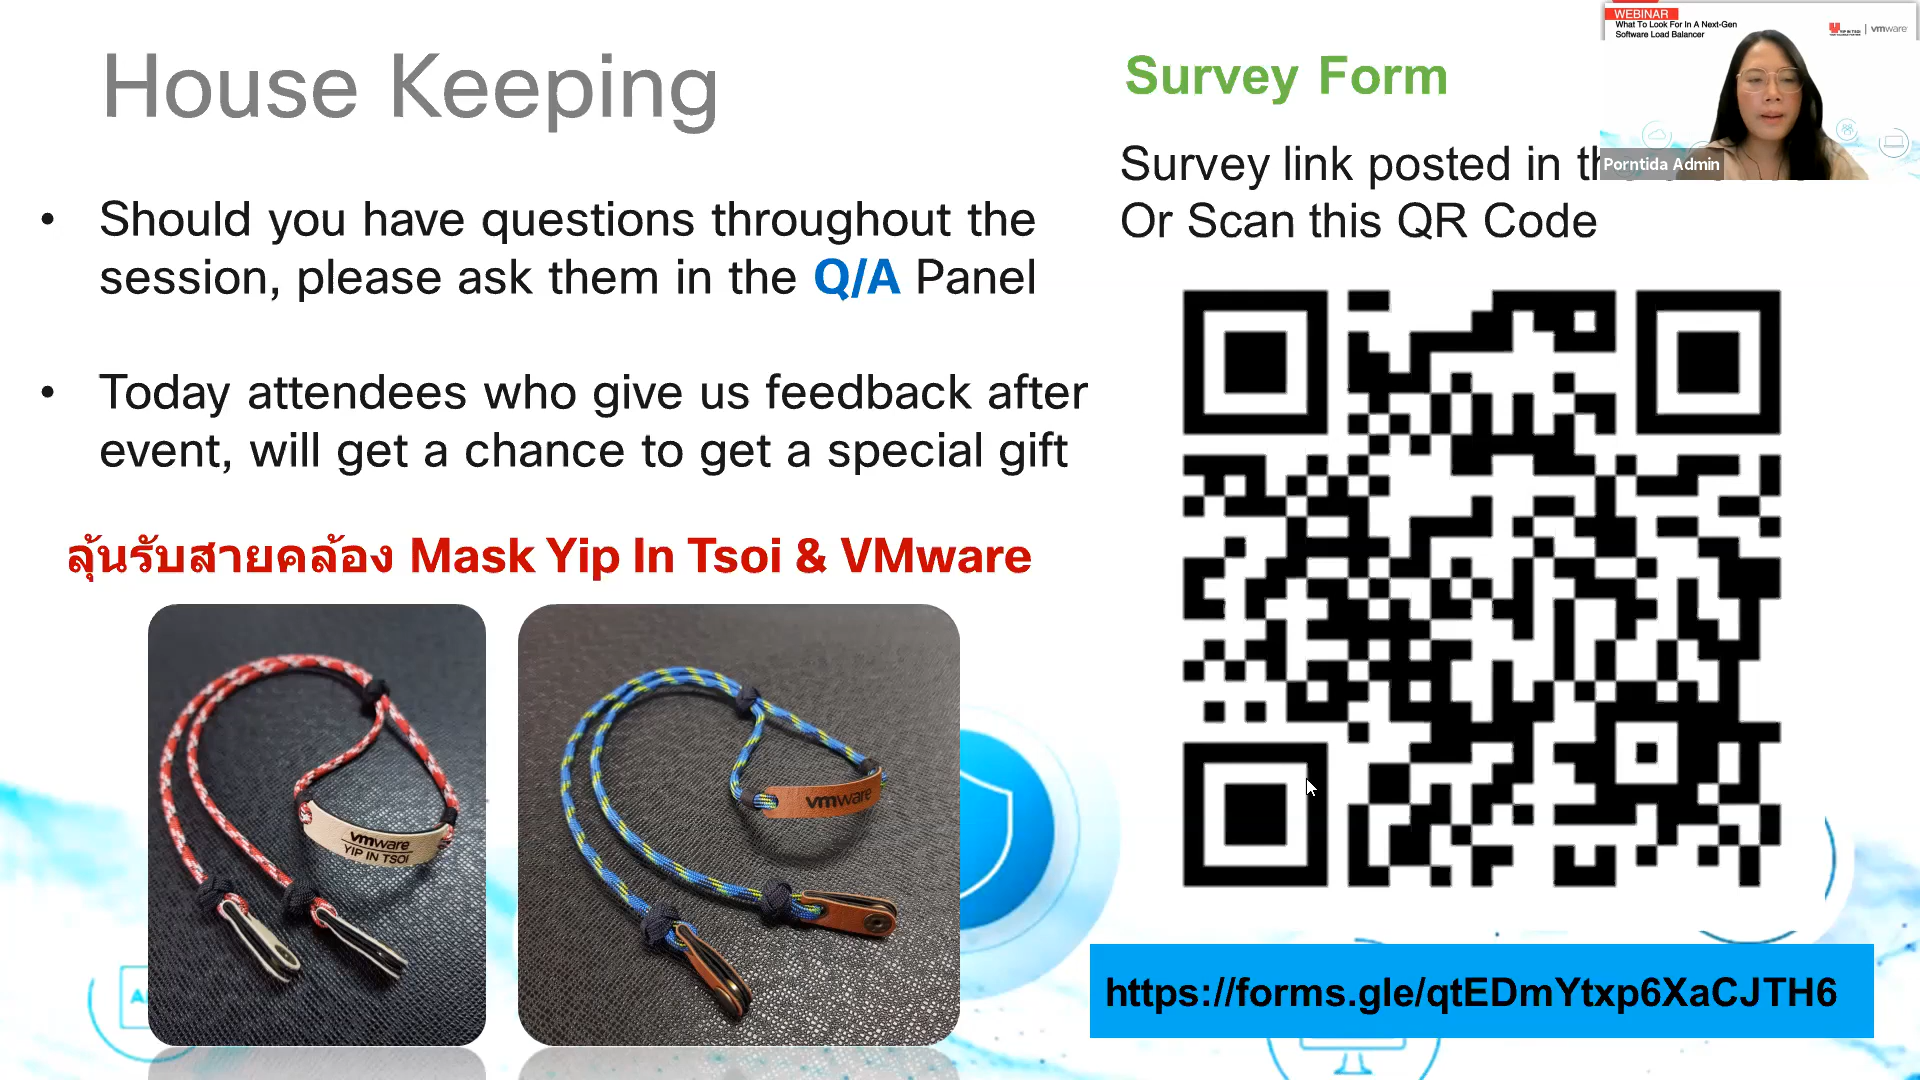 House Keeping
• Should you have questions throughout the
session, please ask them in the Q/A Panel
• Today attendees who give us feedback after
event, will get a chance to get a special gift
ลุ้นรับสายคล้อง Mask Yip In Tsoi & VMware
vmware
YIP IN TSOI
vmware
Survey Form
Survey link posted in
Or Scan this QR Code
https://forms.gle/qtEDmYtxp6XaCJTH6
WEBINAR
What To Look For In A Next-Gen
Software Load Balancer
YIP IN TSOI
vmware
Porntida Admin